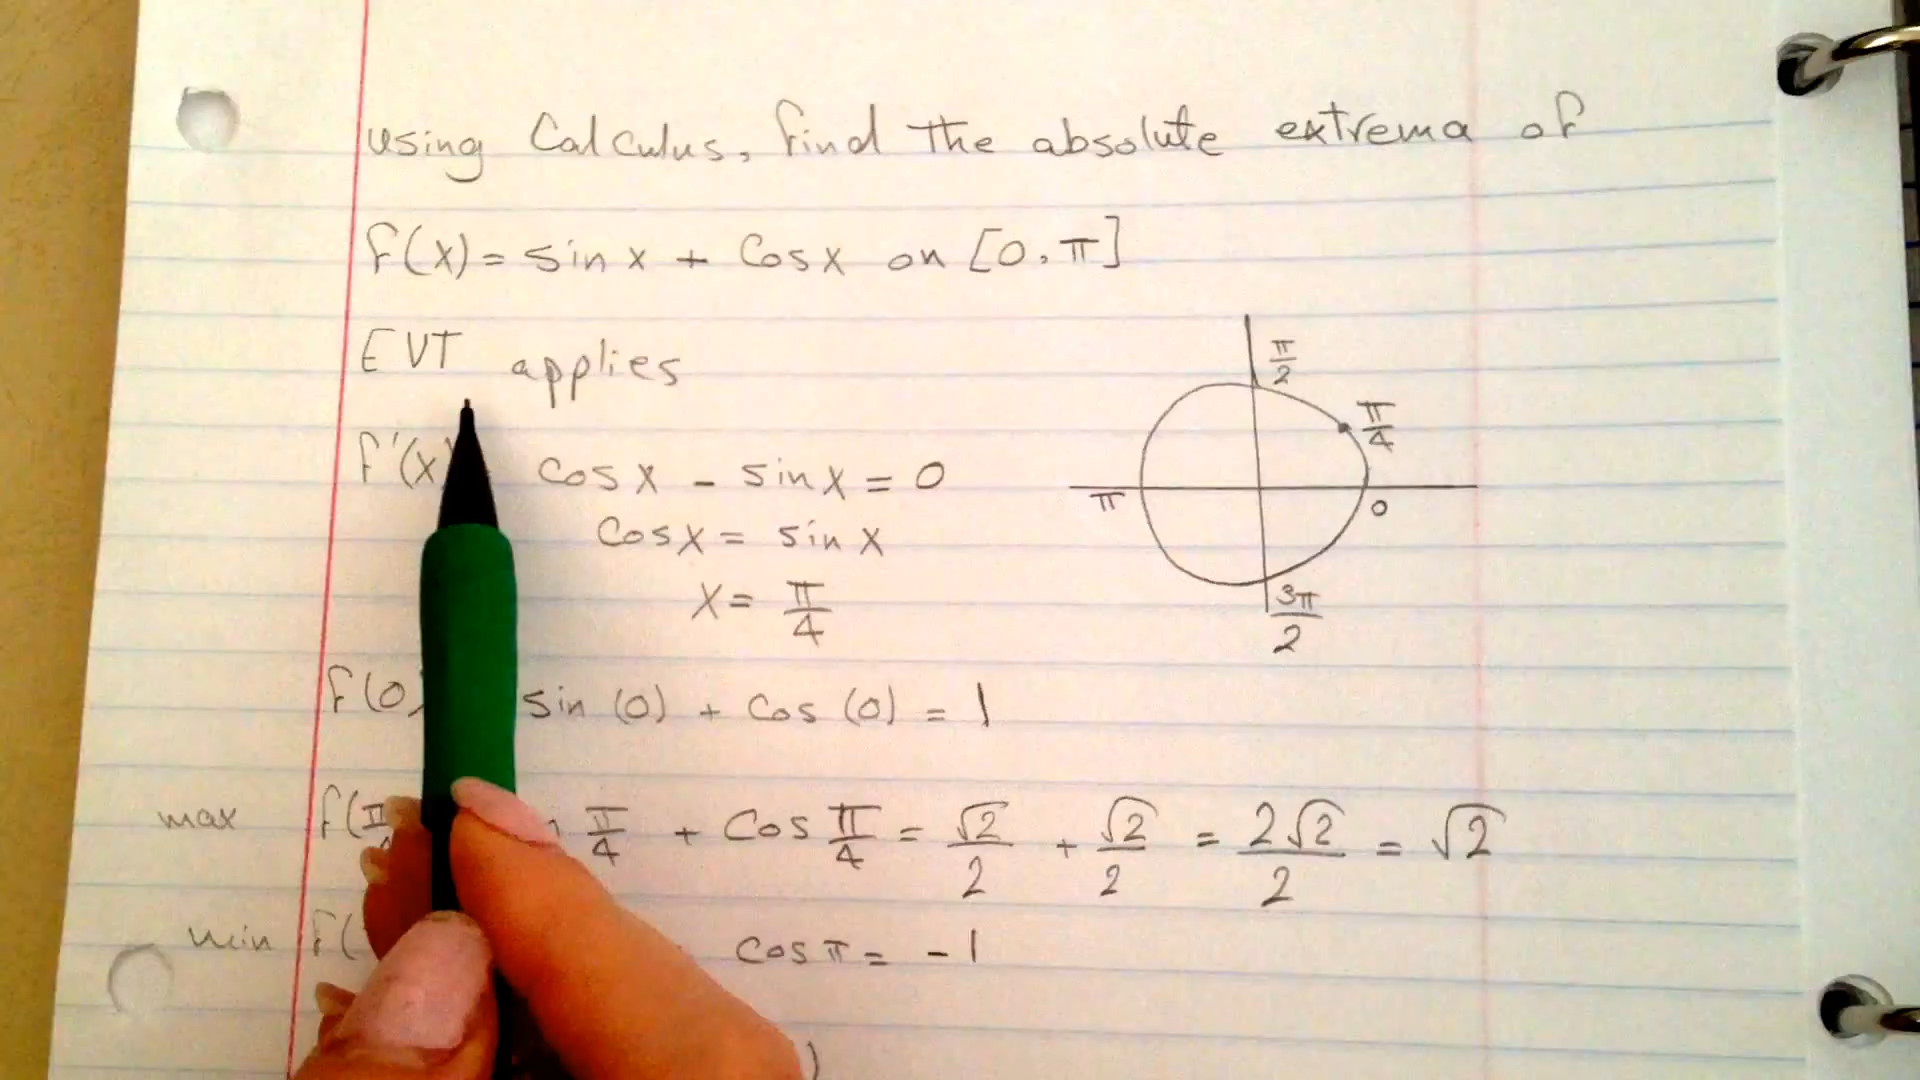 using Calculus, find the absolute extrema of
f(x) = sin x + cos x on [0, π]
EVT applies
f'(x) cos x - sin x = 0
cos x = sin x
x = π/4
π/2
π/4
π
0
3π/2
f(0) sin (0) + cos (0) = 1
max f(π π/4 + cos π/4 = √2/2 + √2/2 = 2√2/2 = √2
min f( cos π = -1
)